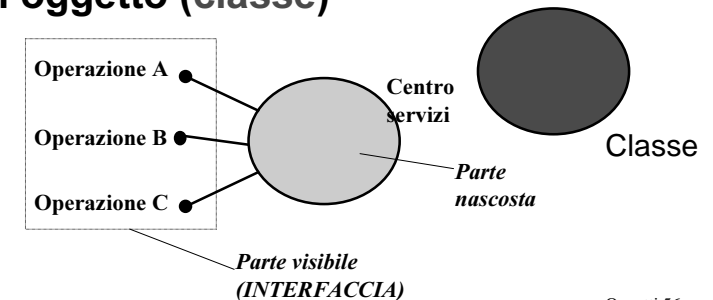 oggetto (classe)
Operazione A
Centro
servizi
Operazione B
Classe
Parte
nascosta
Operazione C
Parte visibile
(INTERFACCIA)